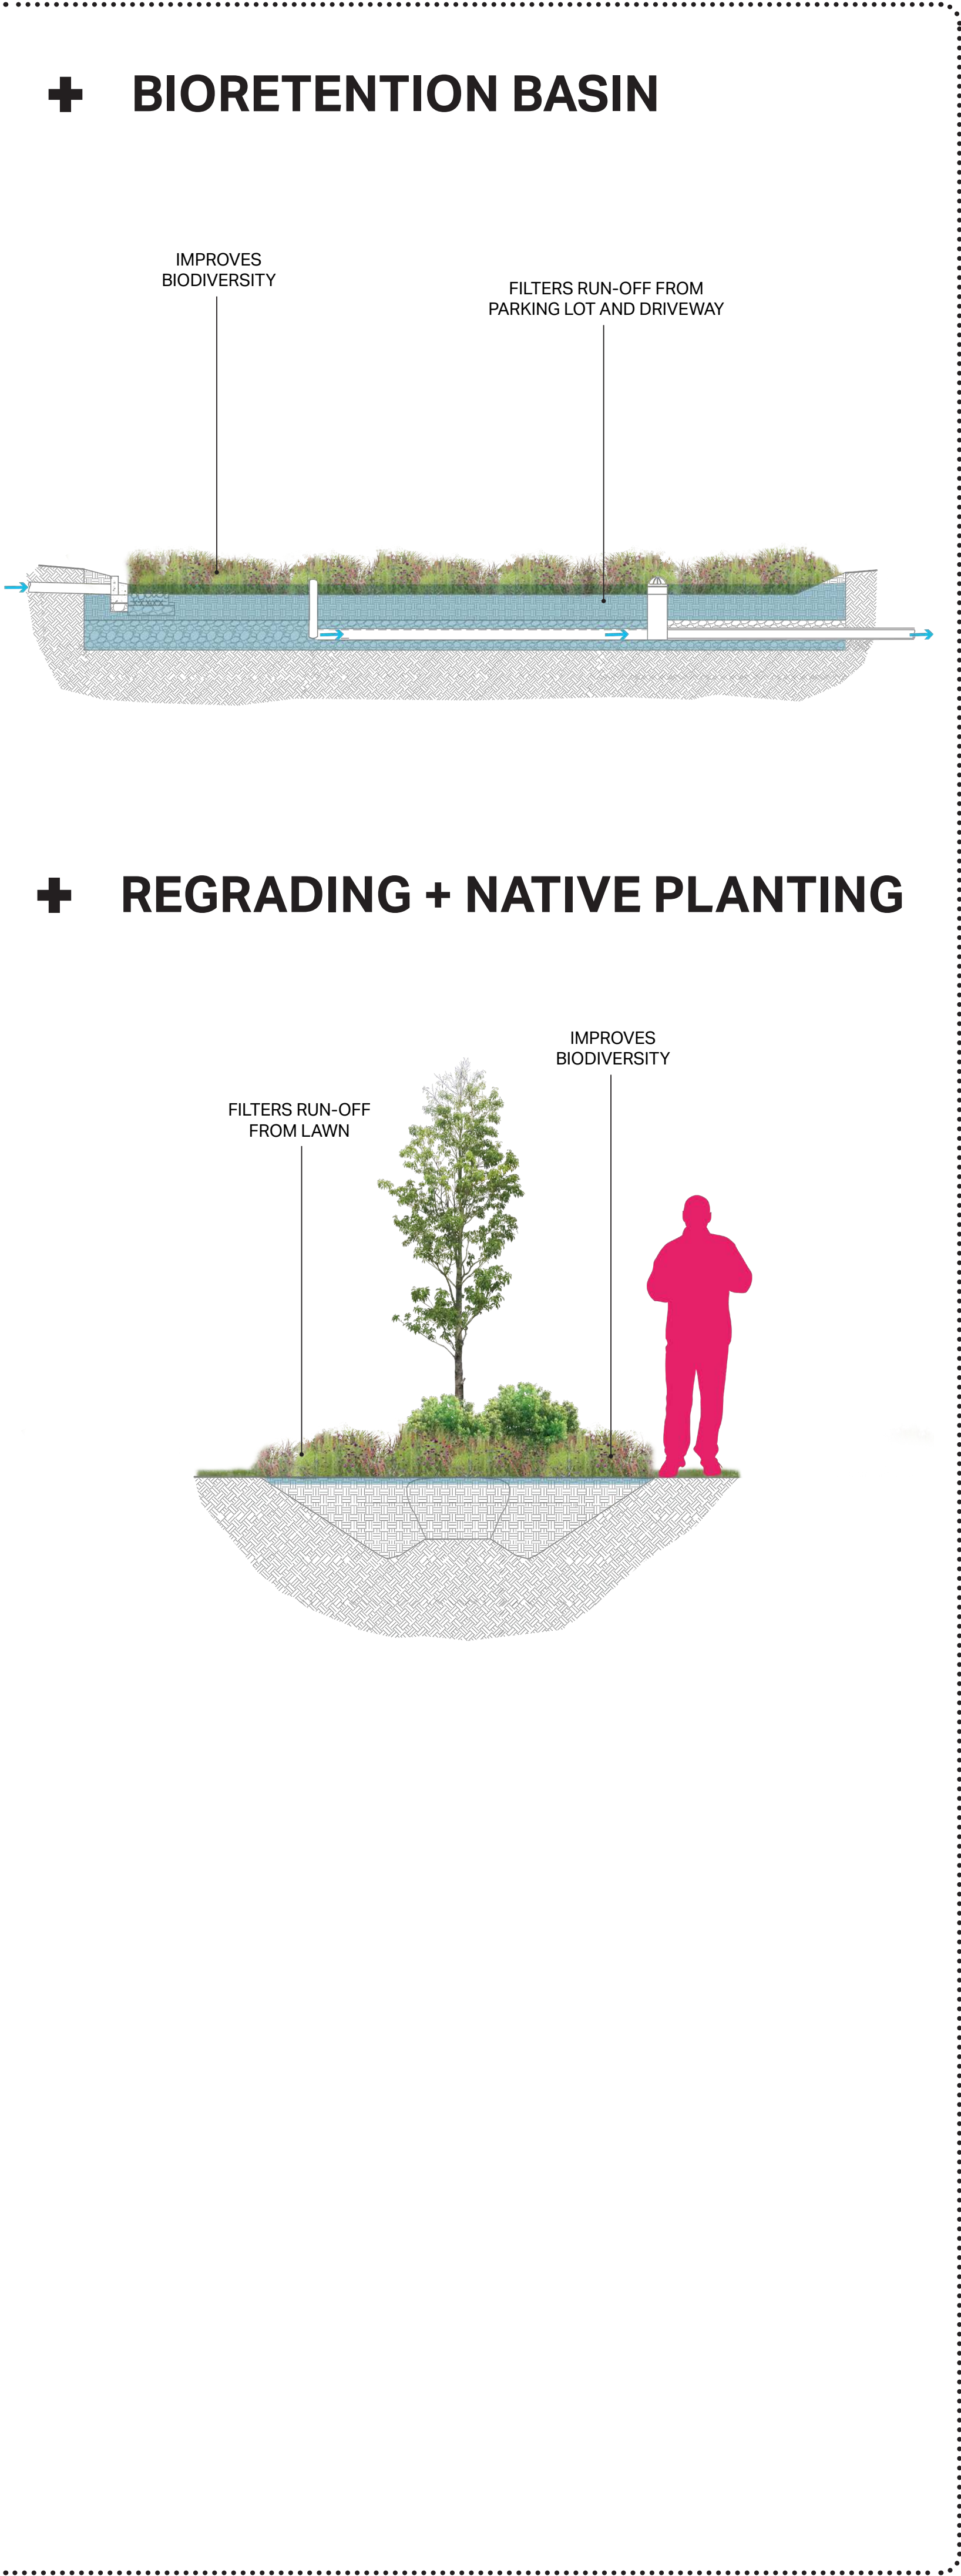 + BIORETENTION BASIN
IMPROVES
BIODIVERSITY
FILTERS RUN-OFF FROM
PARKING LOT AND DRIVEWAY
+ REGRADING + NATIVE PLANTING
IMPROVES
BIODIVERSITY
FILTERS RUN-OFF
FROM LAWN